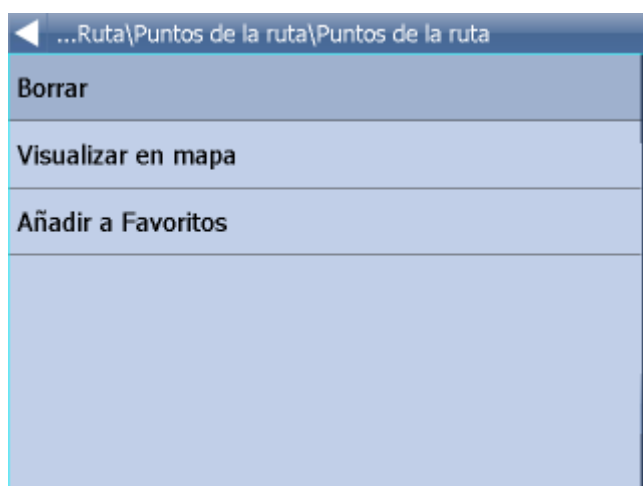 ...Ruta\Puntos de la ruta\Puntos de la ruta
Borrar
Visualizar en mapa
Añadir a Favoritos